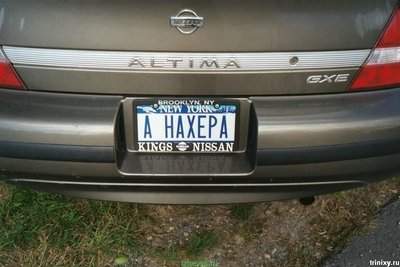 NISSAN
ALTIMA
GXE
BROOKLYN, NY
NEW YORK
A HAXEPA
KINGS NISSAN
trinixy.ru